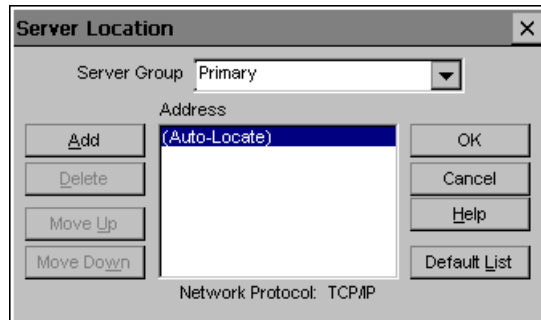 Server Location
Server Group Primary
Address
(Auto-Locate)
Add
Delete
Move Up
Move Down
OK
Cancel
Help
Default List
Network Protocol: TCP/IP